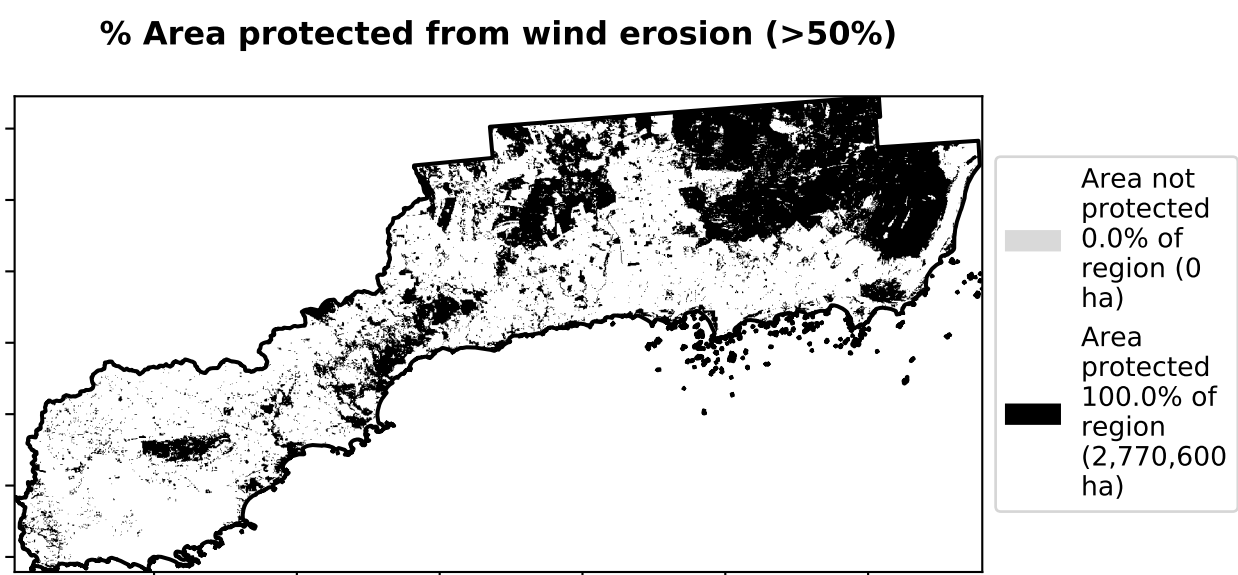 % Area protected from wind erosion (>50%)
Area not
protected
0.0% of
region (0
ha)
Area
protected
100.0% of
region
(2,770,600
ha)